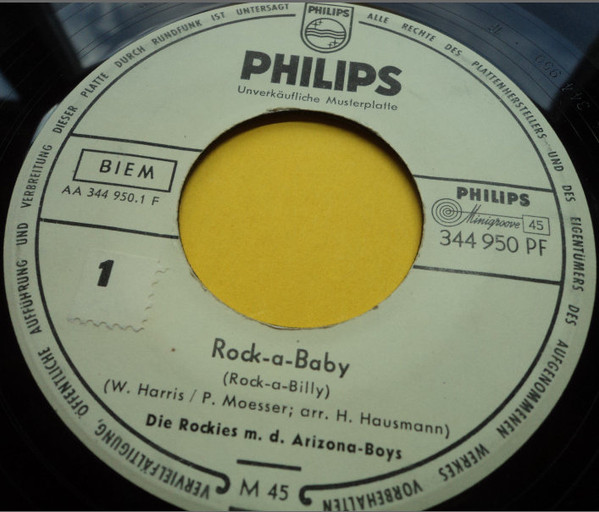 PHILIPS
PHILIPS
Unverkäufliche Musterplatte
BIEM
AA 344 950.1 F
PHILIPS
Minigroove 45
344 950 PF
1
Rock-a-Baby
(Rock-a-Billy)
(W. Harris / P. Moesser; arr. H. Hausmann)
Die Rockies m. d. Arizona-Boys
M 45
ALLE RECHTE DES PLATTENHERSTELLERS UND DES EIGENTÜMERS DES AUFGENOMMENEN WERKES VORBEHALTEN
VERVIELFÄLTIGUNG, ÖFFENTLICHE AUFFÜHRUNG UND VERBREITUNG DIESER PLATTE DURCH RUNDFUNK IST UNTERSAGT